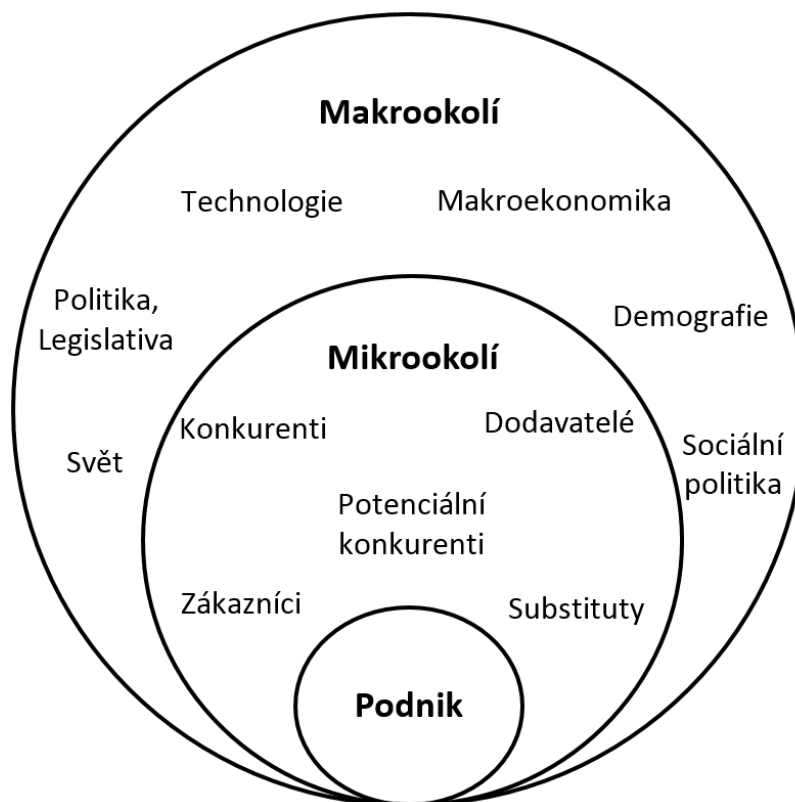 Makrookolí
Technologie
Makroekonomika
Politika,
Legislativa
Demografie
Mikrookolí
Konkurenti
Dodavatelé
Svět
Sociální
politika
Potenciální
konkurenti
Zákazníci
Substituty
Podnik